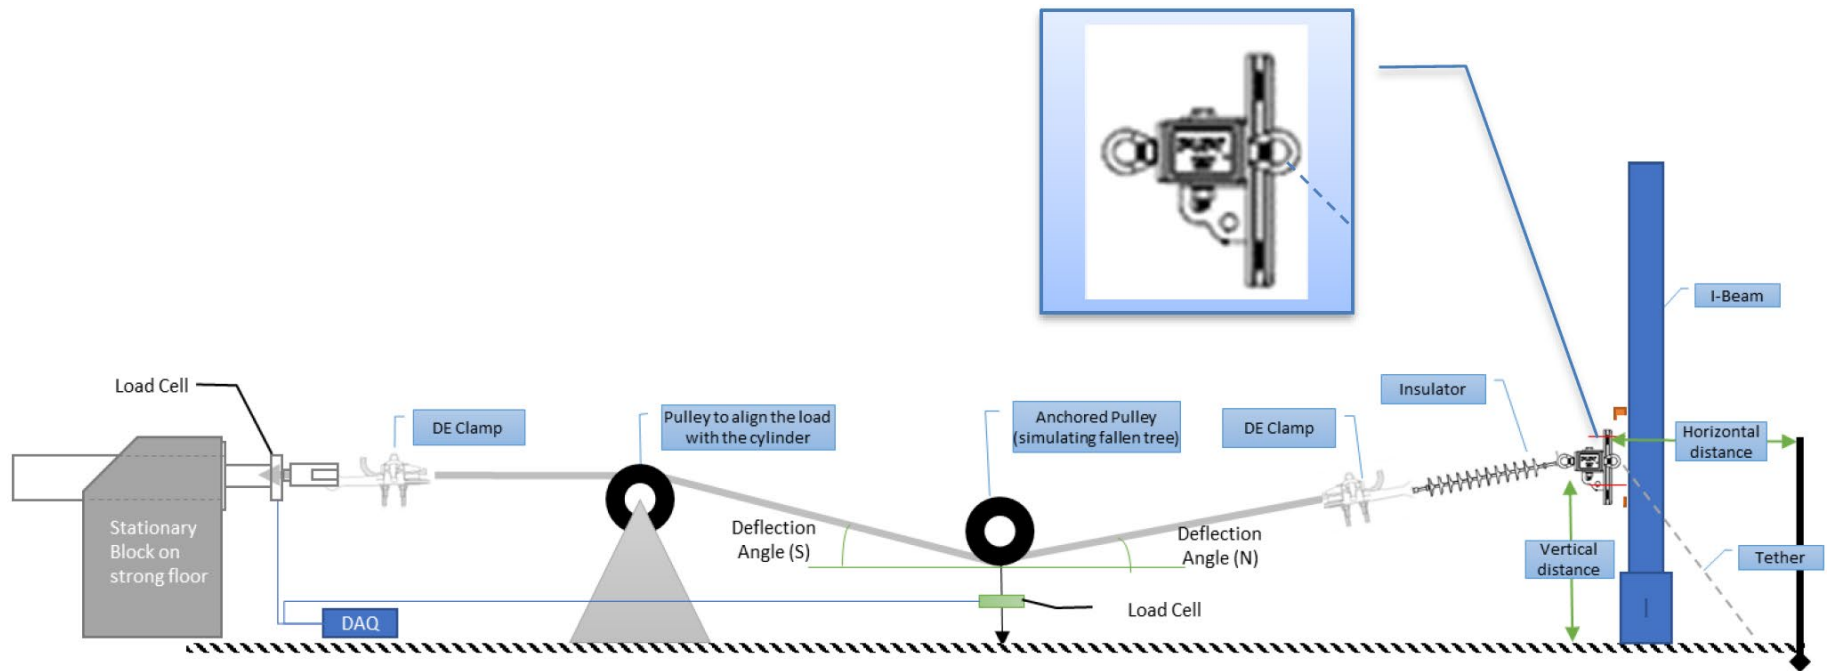 Load Cell
DE Clamp
Pulley to align the load
with the cylinder
Anchored Pulley
(simulating fallen tree)
DE Clamp
Insulator
I-Beam
Horizontal
distance
Stationary
Block on
strong floor
Deflection
Angle (S)
Deflection
Angle (N)
Vertical
distance
Tether
Load Cell
DAQ